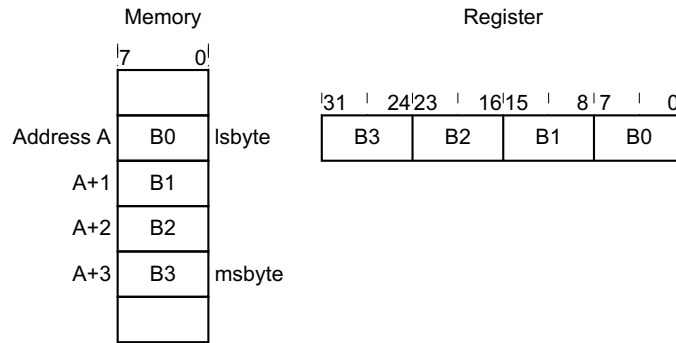 Memory
Register
7 0
31 24 23 16 15 8 7 0
Address A B0 lsbyte
B3 B2 B1 B0
A+1 B1
A+2 B2
A+3 B3 msbyte